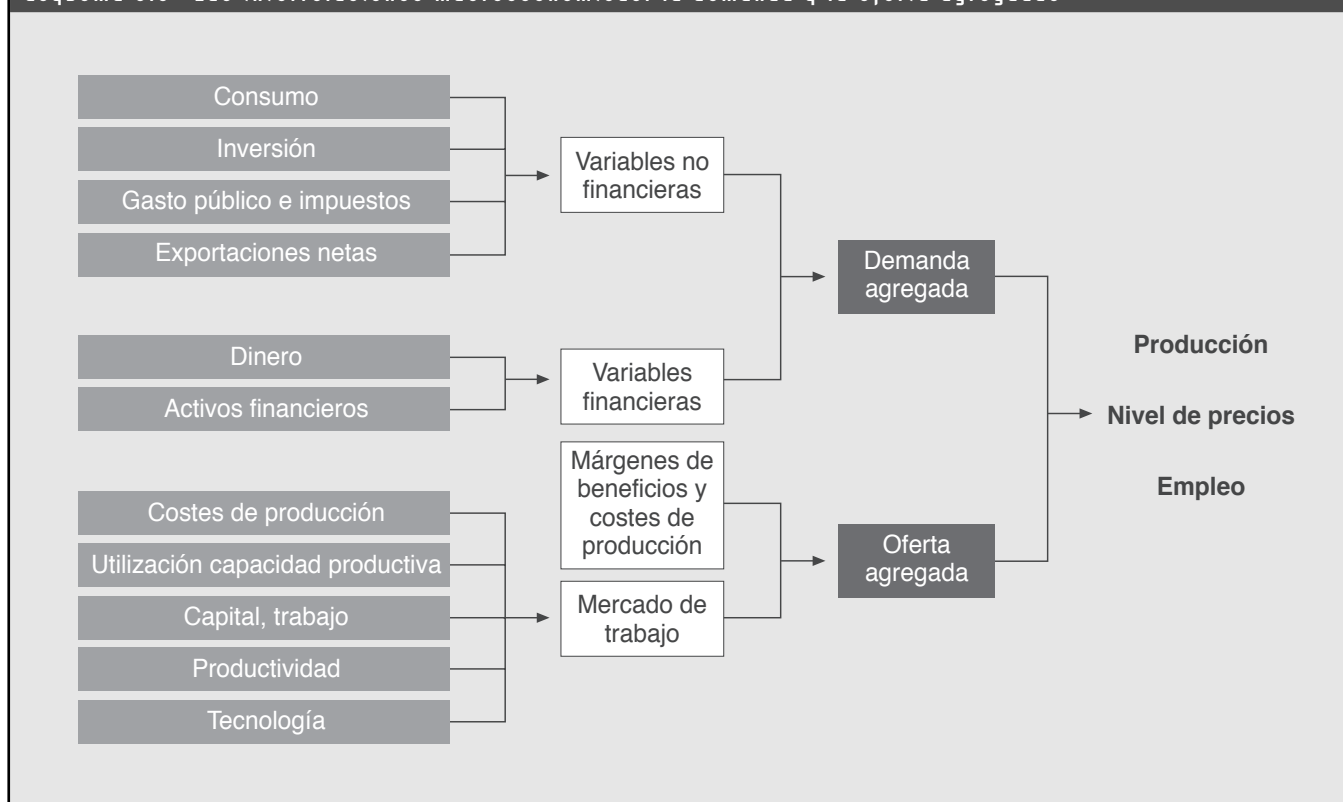 Consumo
Inversión
Gasto público e impuestos
Exportaciones netas
Variables no
financieras
Demanda
agregada
Dinero
Activos financieros
Variables
financieras
Producción
Nivel de precios
Empleo
Márgenes de
beneficios y
costes de
producción
Costes de producción
Utilización capacidad productiva
Capital, trabajo
Productividad
Tecnología
Mercado de
trabajo
Oferta
agregada